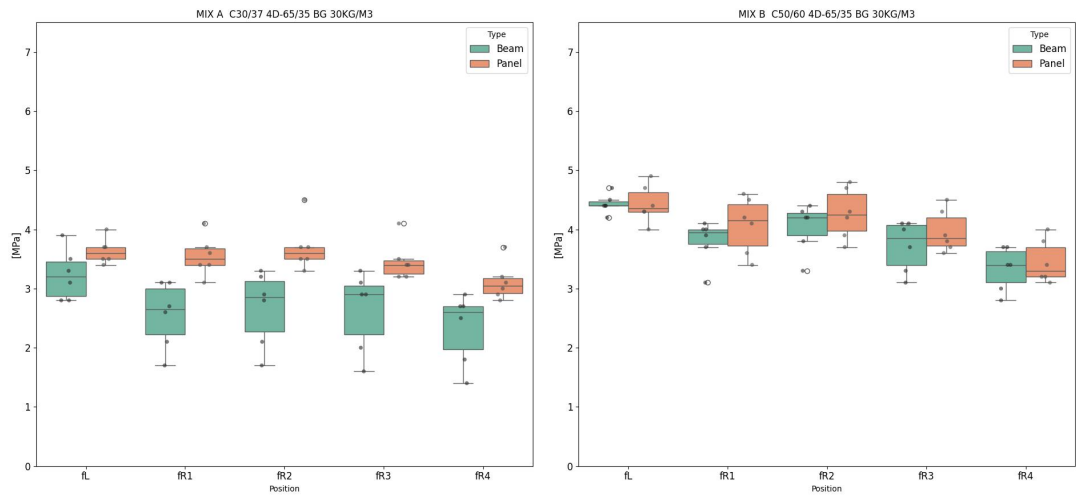 MIX A  C30/37 4D-65/35 BG 30KG/M3
Type
Beam
Panel
7
6
5
4
3
2
1
0
[MPa]
fL
fR1
fR2
fR3
fR4
Position
MIX B  C50/60 4D-65/35 BG 30KG/M3
Type
Beam
Panel
7
6
5
4
3
2
1
0
[MPa]
fL
fR1
fR2
fR3
fR4
Position